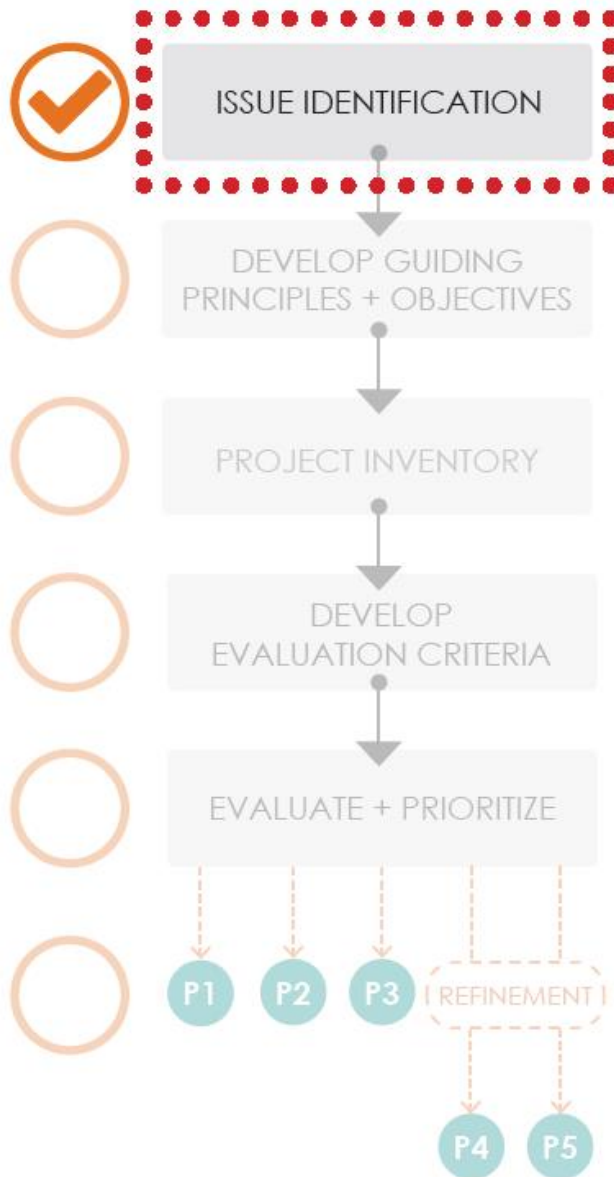 ISSUE IDENTIFICATION
DEVELOP GUIDING
PRINCIPLES + OBJECTIVES
PROJECT INVENTORY
DEVELOP
EVALUATION CRITERIA
EVALUATE + PRIORITIZE
P1 P2 P3 REFINEMENT
P4 P5